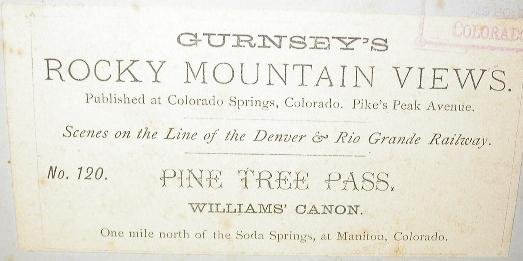 GURNSEY'S
COLORAD
ROCKY MOUNTAIN VIEWS.
Published at Colorado Springs, Colorado. Pike's Peak Avenue.
Scenes on the Line of the Denver & Rio Grande Railway.
No. 120. PINE TREE PASS,
WILLIAMS' CANON.
One mile north of the Soda Springs, at Manitou, Colorado.